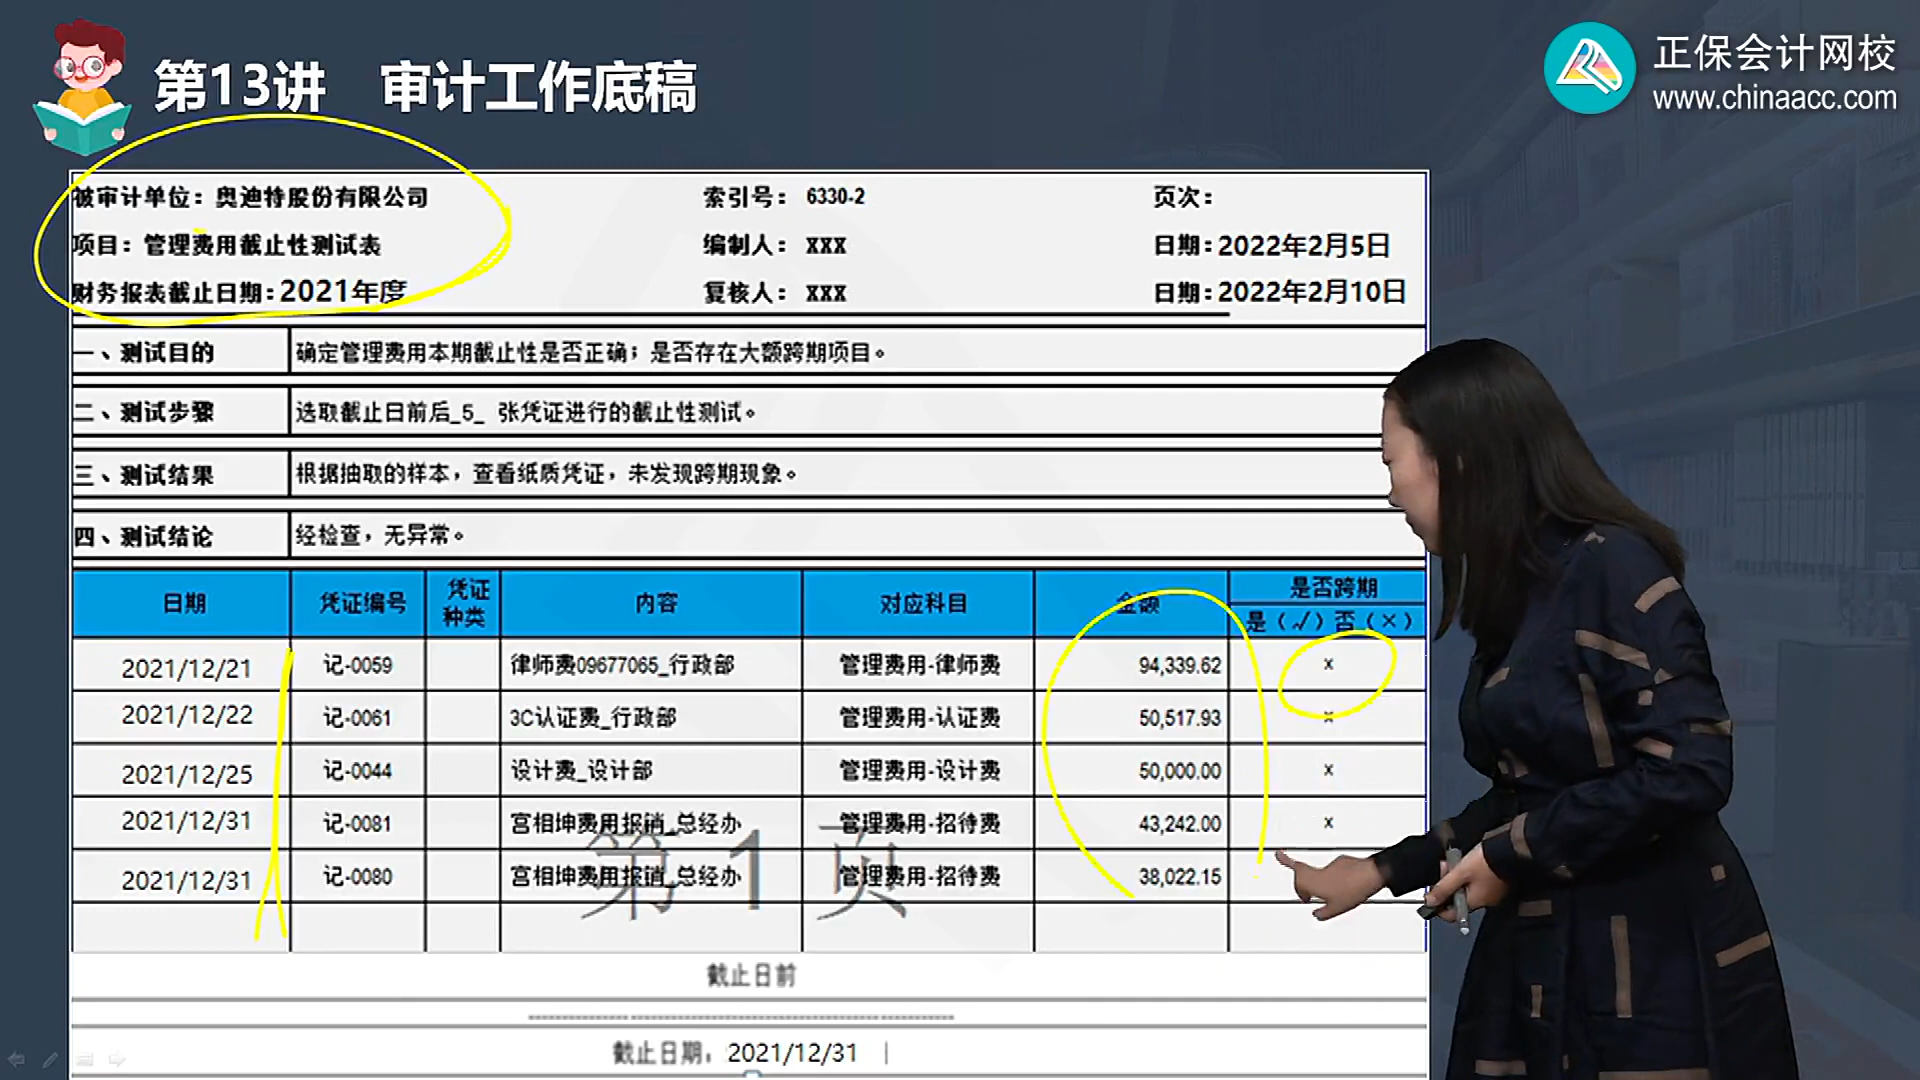 第13讲 审计工作底稿
正保会计网校
www.chinaacc.com
被审计单位：奥迪特股份有限公司 索引号： 6330-2 页次：
项目：管理费用截止性测试表 编制人： XXX 日期：2022年2月5日
财务报表截止日期：2021年度 复核人： XXX 日期：2022年2月10日
一、测试目的 确定管理费用本期截止性是否正确；是否存在大额跨期项目。
二、测试步骤 选取截止日前后_5_ 张凭证进行的截止性测试。
三、测试结果 根据抽取的样本，查看纸质凭证，未发现跨期现象。
四、测试结论 经检查，无异常。
日期 凭证编号 凭证种类 内容 对应科目 金额 是否跨期
是（√）否（×）
2021/12/21 记-0059 律师费09677065_行政部 管理费用-律师费 94,339.62 x
2021/12/22 记-0061 3C认证费_行政部 管理费用-认证费 50,517.93 x
2021/12/25 记-0044 设计费_设计部 管理费用-设计费 50,000.00 x
2021/12/31 记-0081 宫相坤费用报销_总经办 管理费用-招待费 43,242.00 x
2021/12/31 记-0080 宫相坤费用报销_总经办 管理费用-招待费 38,022.15
第 1 页
截止日前
截止日期：2021/12/31